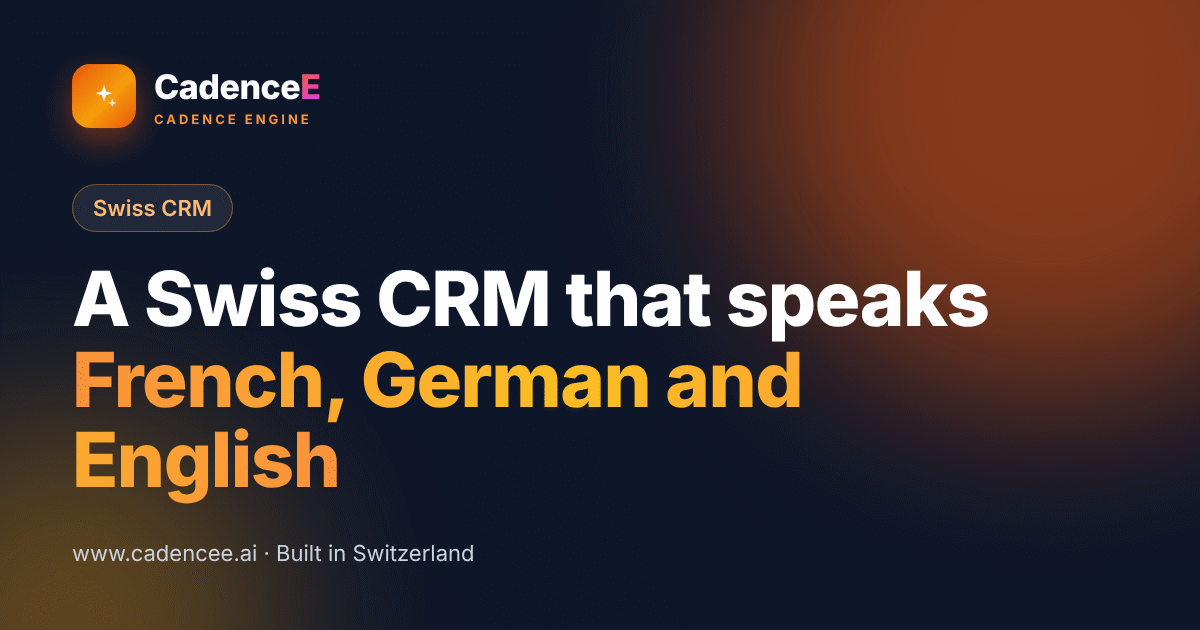 CadenceE
CADENCE ENGINE
Swiss CRM
A Swiss CRM that speaks
French, German and
English
www.cadencee.ai · Built in Switzerland